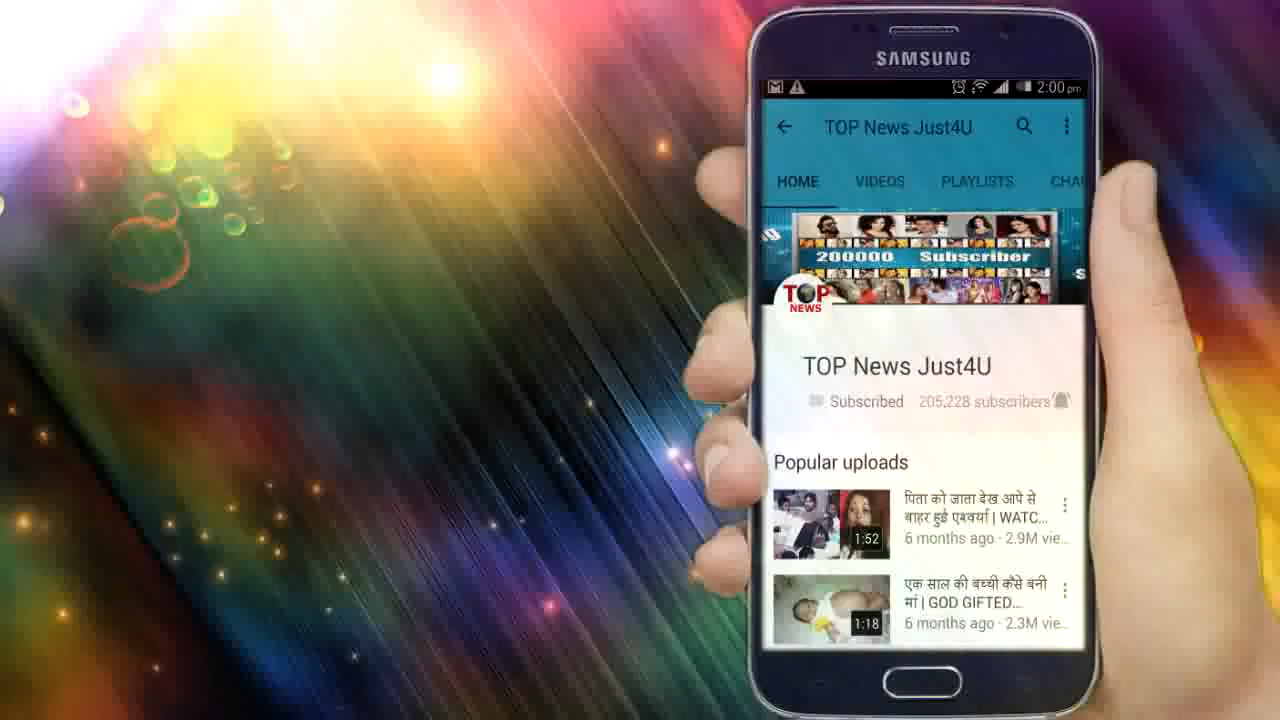 SAMSUNG
2:00 pm
TOP News Just4U
HOME VIDEOS PLAYLISTS CHA
200000 Subscriber
TOP
NEWS
TOP News Just4U
Subscribed 205,228 subscribers
Popular uploads
पिता को जाता देख आपे से
बाहर हुई एश्वर्या | WATC...
6 months ago · 2.9M vie...
1:52
एक साल की बच्ची कैसे बनी
मां | GOD GIFTED...
6 months ago · 2.3M vie...
1:18